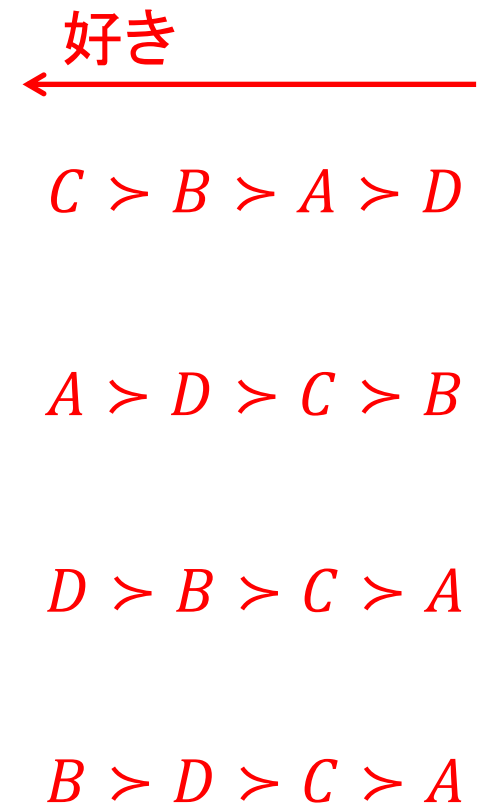 好き
C ≻ B ≻ A ≻ D
A ≻ D ≻ C ≻ B
D ≻ B ≻ C ≻ A
B ≻ D ≻ C ≻ A